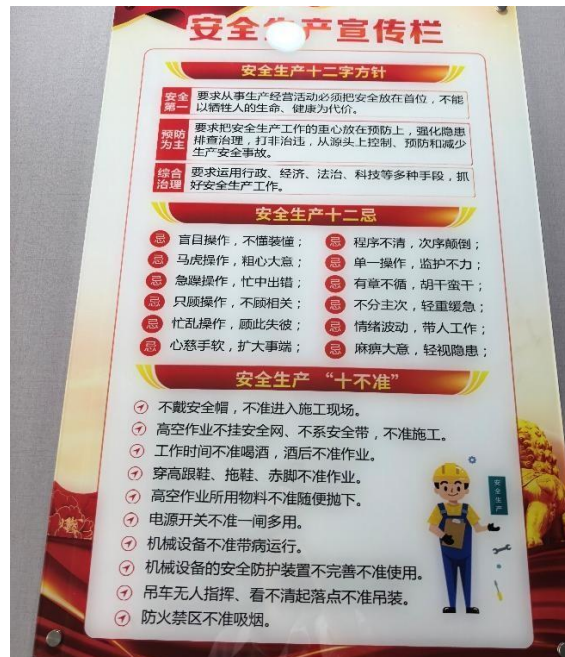 安全生产宣传栏
安全生产十二字方针
安全
第一
要求从事生产经营活动必须把安全放在首位，不能
以牺牲人的生命、健康为代价。
预防
为主
要求把安全生产工作的重心放在预防上，强化隐患
排查治理，打非治违，从源头上控制、预防和减少
生产安全事故。
综合
治理
要求运用行政、经济、法治、科技等多种手段，抓
好安全生产工作。
安全生产十二忌
忌 盲目操作，不懂装懂；
忌 马虎操作，粗心大意；
忌 急躁操作，忙中出错；
忌 只顾操作，不顾相关；
忌 忙乱操作，顾此失彼；
忌 心慈手软，扩大事端；
忌 程序不清，次序颠倒；
忌 单一操作，监护不力；
忌 有章不循，胡干蛮干；
忌 不分主次，轻重缓急；
忌 情绪波动，带人工作；
忌 麻痹大意，轻视隐患；
安全生产 “十不准”
不戴安全帽，不准进入施工现场。
高空作业不挂安全网、不系安全带，不准施工。
工作时间不准喝酒，酒后不准作业。
穿高跟鞋、拖鞋、赤脚不准作业。
高空作业所用物料不准随便抛下。
电源开关不准一闸多用。
机械设备不准带病运行。
机械设备的安全防护装置不完善不准使用。
吊车无人指挥、看不清起落点不准吊装。
防火禁区不准吸烟。
安全生产